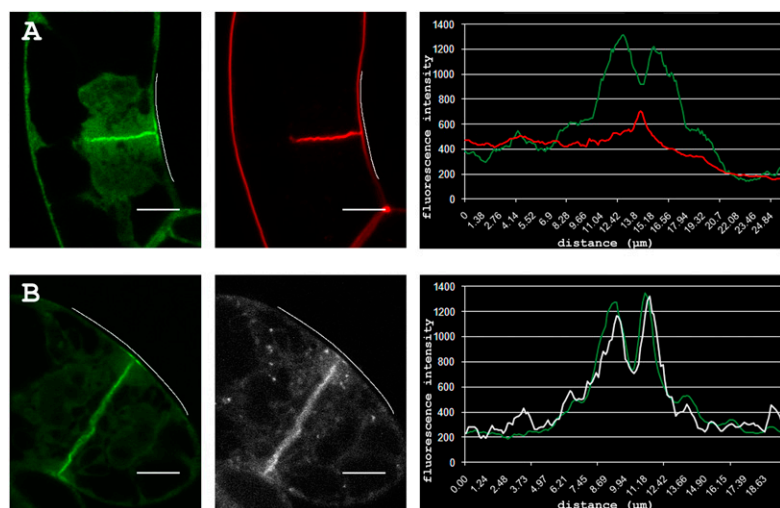 A
fluorescence intensity
1400
1200
1000
800
600
400
200
0
0 1.38 2.76 4.14 5.52 6.9 8.28 9.66 11.04 12.42 13.8 15.18 16.56 17.94 19.32 20.7 22.08 23.46 24.84
distance (µm)
B
fluorescence intensity
1400
1200
1000
800
600
400
200
0
0.00 1.24 2.48 3.73 4.97 6.21 7.45 8.69 9.94 11.18 12.42 13.66 14.90 16.15 17.39 18.63
distance (µm)